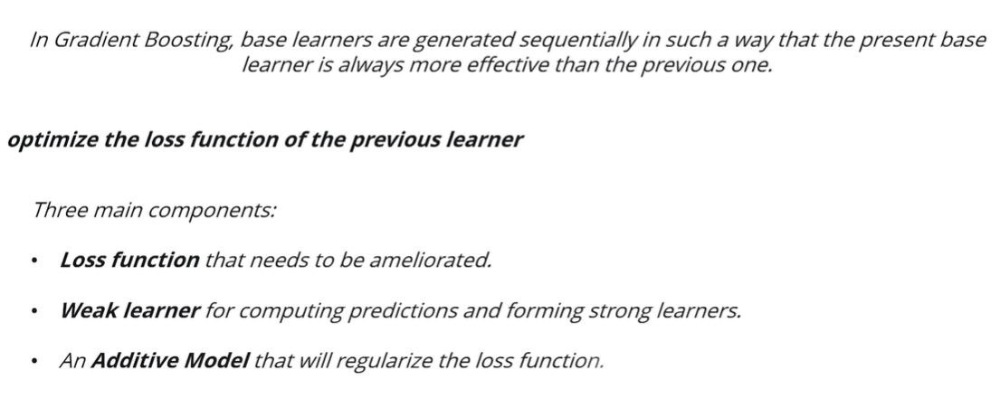 In Gradient Boosting, base learners are generated sequentially in such a way that the present base
learner is always more effective than the previous one.
optimize the loss function of the previous learner
Three main components:
• Loss function that needs to be ameliorated.
• Weak learner for computing predictions and forming strong learners.
• An Additive Model that will regularize the loss function.